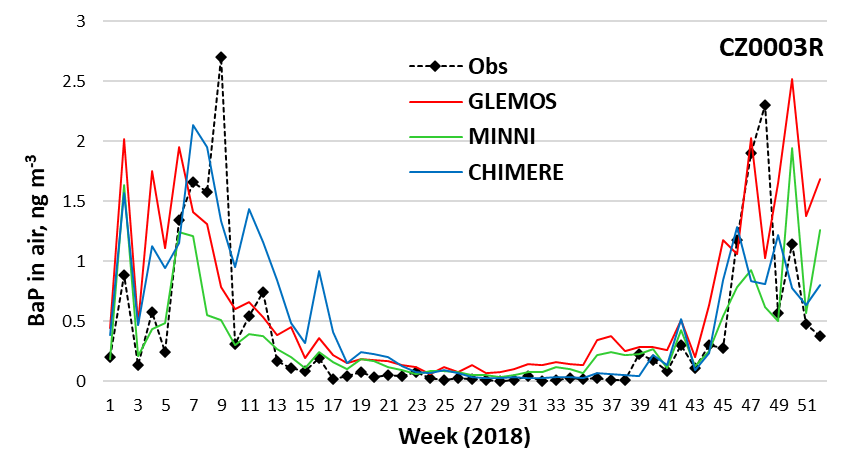 3
CZ0003R
2.5
2
1.5
1
0.5
0
BaP in air, ng m-3
Obs
GLEMOS
MINNI
CHIMERE
1 3 5 7 9 11 13 15 17 19 21 23 25 27 29 31 33 35 37 39 41 43 45 47 49 51
Week (2018)